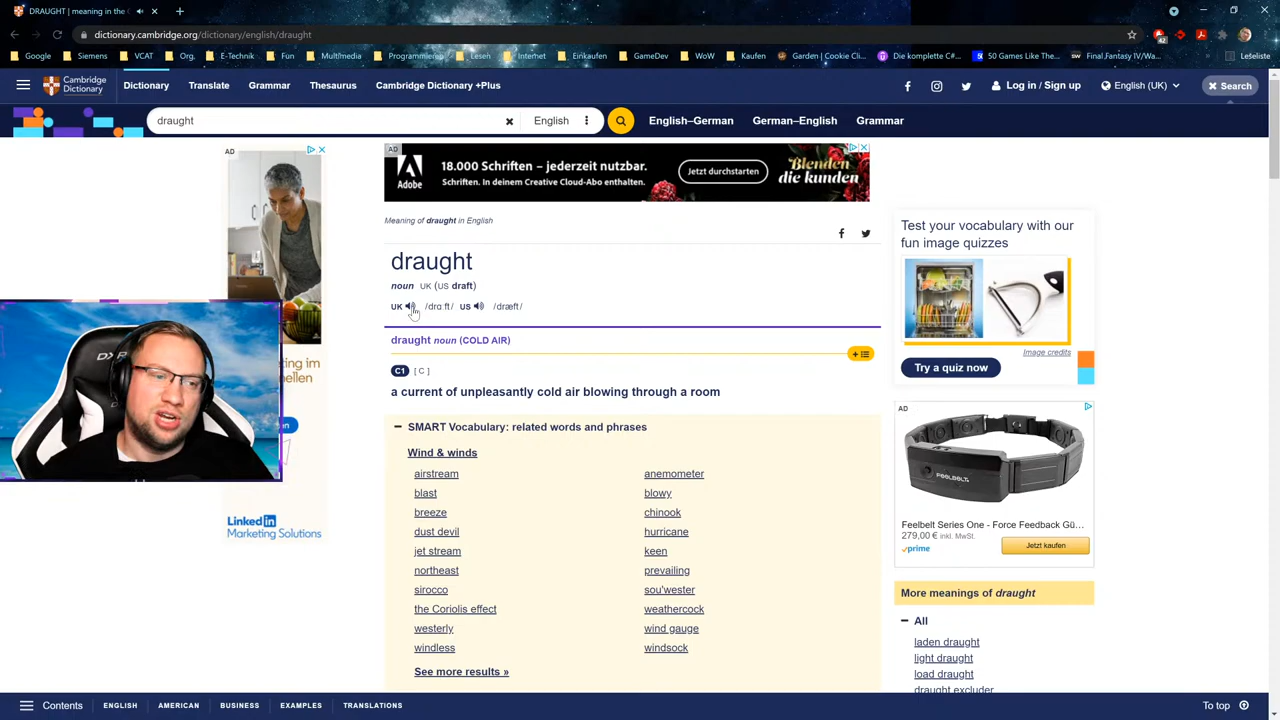 DRAUGHT | meaning in the
dictionary.cambridge.org/dictionary/english/draught
Google Siemens VCAT Org. E-Technik Fun Multimedia Programmieren Lesen Internet Einkaufen GameDev WoW Kaufen Garden | Cookie Cli... Die komplette C#... 50 Games Like The... Final Fantasy IV/Wa... Leseliste
Cambridge Dictionary
Dictionary Translate Grammar Thesaurus Cambridge Dictionary +Plus Log in / Sign up English (UK) Search
draught English English–German German–English Grammar
AD
AD
Adobe
18.000 Schriften – jederzeit nutzbar.
Schriften. In deinem Creative Cloud-Abo enthalten.
Jetzt durchstarten
Blenden
die kunden
Meaning of draught in English
draught
noun UK (US draft)
UK /drɑːft/ US /dræft/
draught noun (COLD AIR)
C1 [ C ]
a current of unpleasantly cold air blowing through a room
SMART Vocabulary: related words and phrases
Wind & winds
airstream
anemometer
blast
blowy
breeze
chinook
dust devil
hurricane
jet stream
keen
northeast
prevailing
sirocco
sou'wester
the Coriolis effect
weathercock
westerly
wind gauge
windless
windsock
See more results »
LinkedIn
Marketing Solutions
Test your vocabulary with our
fun image quizzes
Image credits
Try a quiz now
AD
FEELBELT
Feelbelt Series One - Force Feedback Gü...
279,00 € inkl. MwSt.
prime
Jetzt kaufen
More meanings of draught
All
laden draught
light draught
load draught
draught excluder
Contents ENGLISH AMERICAN BUSINESS EXAMPLES TRANSLATIONS To top